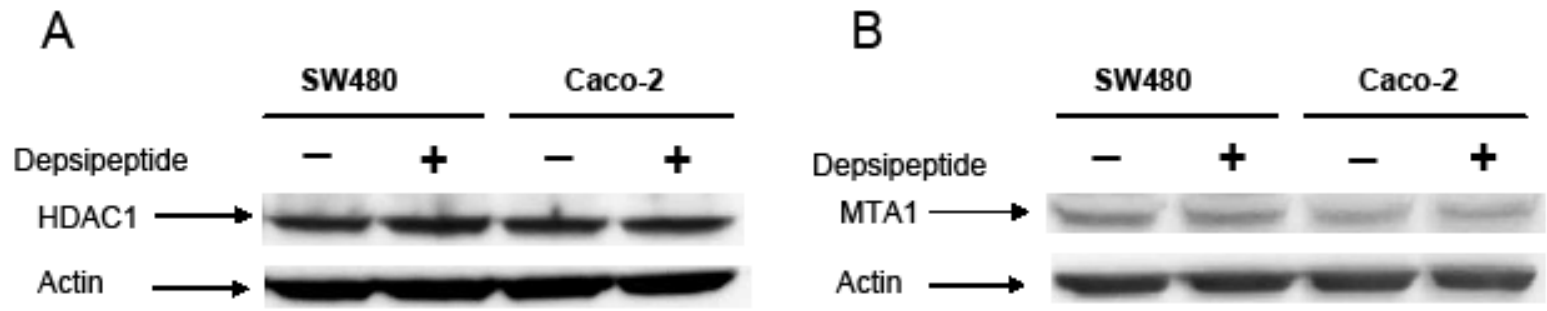 A
SW480 Caco-2
Depsipeptide − + − +
HDAC1
Actin
B
SW480 Caco-2
Depsipeptide − + − +
MTA1
Actin